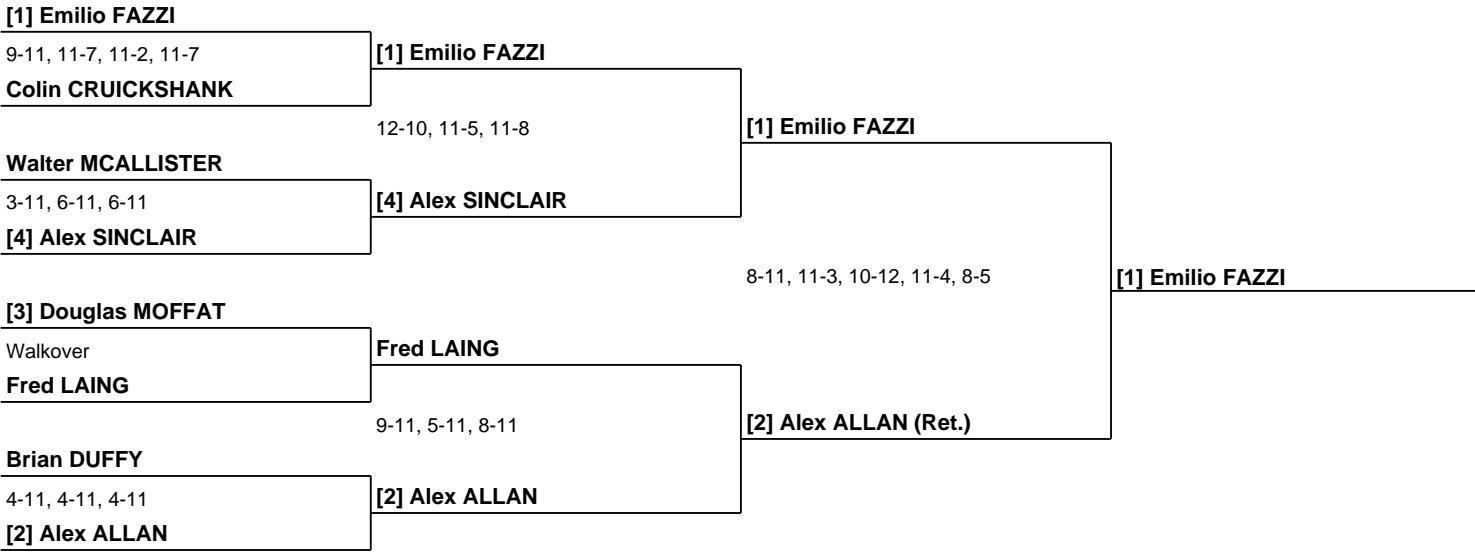 [1] Emilio FAZZI
9-11, 11-7, 11-2, 11-7
[1] Emilio FAZZI
Colin CRUICKSHANK
12-10, 11-5, 11-8
[1] Emilio FAZZI
Walter MCALLISTER
3-11, 6-11, 6-11
[4] Alex SINCLAIR
[4] Alex SINCLAIR
8-11, 11-3, 10-12, 11-4, 8-5
[1] Emilio FAZZI
[3] Douglas MOFFAT
Walkover
Fred LAING
Fred LAING
9-11, 5-11, 8-11
[2] Alex ALLAN (Ret.)
Brian DUFFY
4-11, 4-11, 4-11
[2] Alex ALLAN
[2] Alex ALLAN